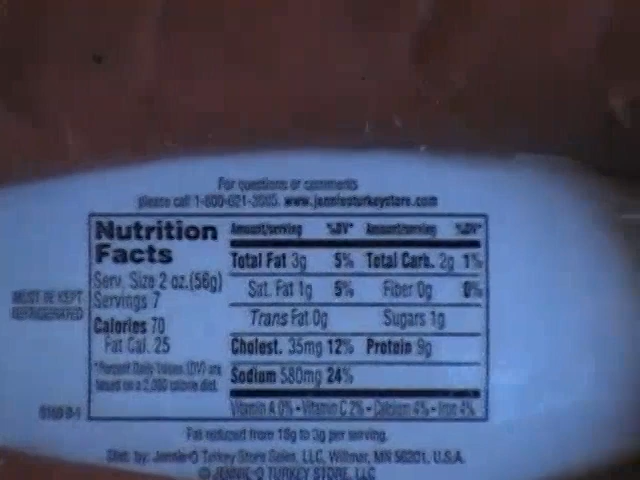 For questions or comments
please call 1-800-621-3505. www.jennieoturkeystore.com
Nutrition Facts
Serv. Size 2 oz.(56g)
Servings 7
Calories 70
Fat Cal. 25
*Percent Daily Values (DV) are
based on a 2,000 calorie diet.
Amount/serving %DV* Amount/serving %DV*
Total Fat 3g 5% Total Carb. 2g 1%
Sat. Fat 1g 5% Fiber 0g 0%
Trans Fat 0g Sugars 1g
Cholest. 35mg 12% Protein 9g
Sodium 580mg 24%
Vitamin A 0% • Vitamin C 2% • Calcium 4% • Iron 4%
MUST BE KEPT
REFRIGERATED
Fat reduced from 18g to 3g per serving.
Dist. by: Jennie-O Turkey Store Sales, LLC, Willmar, MN 56201, U.S.A.
© JENNIE-O TURKEY STORE, LLC